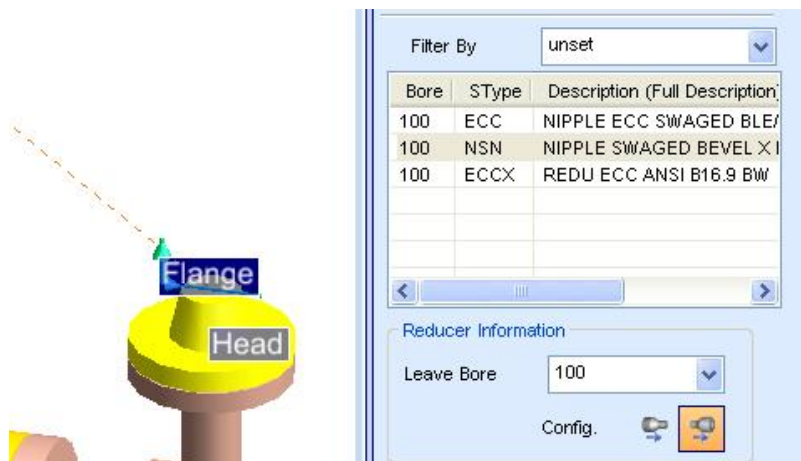 Filter By unset
Bore SType Description (Full Description)
100 ECC NIPPLE ECC SWAGED
100 NSN NIPPLE SWAGED BEVEL X
100 ECCX REDU ECC ANSI B16.9 BW
Flange
Head
Reducer Information
Leave Bore 100
Config.